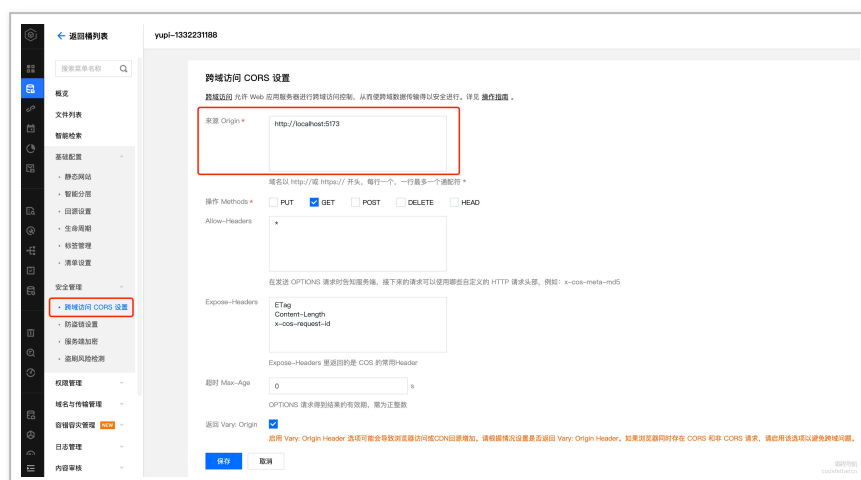 返回桶列表
yupi-1332231188
搜索菜单名称
概览
文件列表
智能检索
基础配置
静态网站
智能分层
回源设置
生命周期
标签管理
清单设置
安全管理
跨域访问 CORS 设置
防盗链设置
服务端加密
盗刷风险检测
权限管理
域名与传输管理
容错容灾管理 NEW
日志管理
内容审核
跨域访问 CORS 设置
跨域访问 允许 Web 应用服务器进行跨域访问控制，从而使跨域数据传输得以安全进行。详见 操作指南 。
来源 Origin *
http://localhost:5173
域名以 http://或 https:// 开头，每行一个，一行最多一个通配符 *
操作 Methods *
PUT GET POST DELETE HEAD
Allow-Headers
*
在发送 OPTIONS 请求时告知服务端，接下来的请求可以使用哪些自定义的 HTTP 请求头部，例如：x-cos-meta-md5
Expose-Headers
ETag
Content-Length
x-cos-request-id
Expose-Headers 里返回的是 COS 的常用Header
超时 Max-Age
0 s
OPTIONS 请求得到结果的有效期，需为正整数
返回 Vary: Origin
启用 Vary: Origin Header 选项可能会导致浏览器访问或CDN回源增加。请根据情况设置是否返回 Vary: Origin Header。如果浏览器同时存在 CORS 和非 CORS 请求，请启用该选项以避免跨域问题。
保存 取消